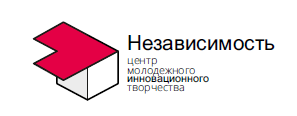 Независимость
центр
молодежного
инновационного
творчества